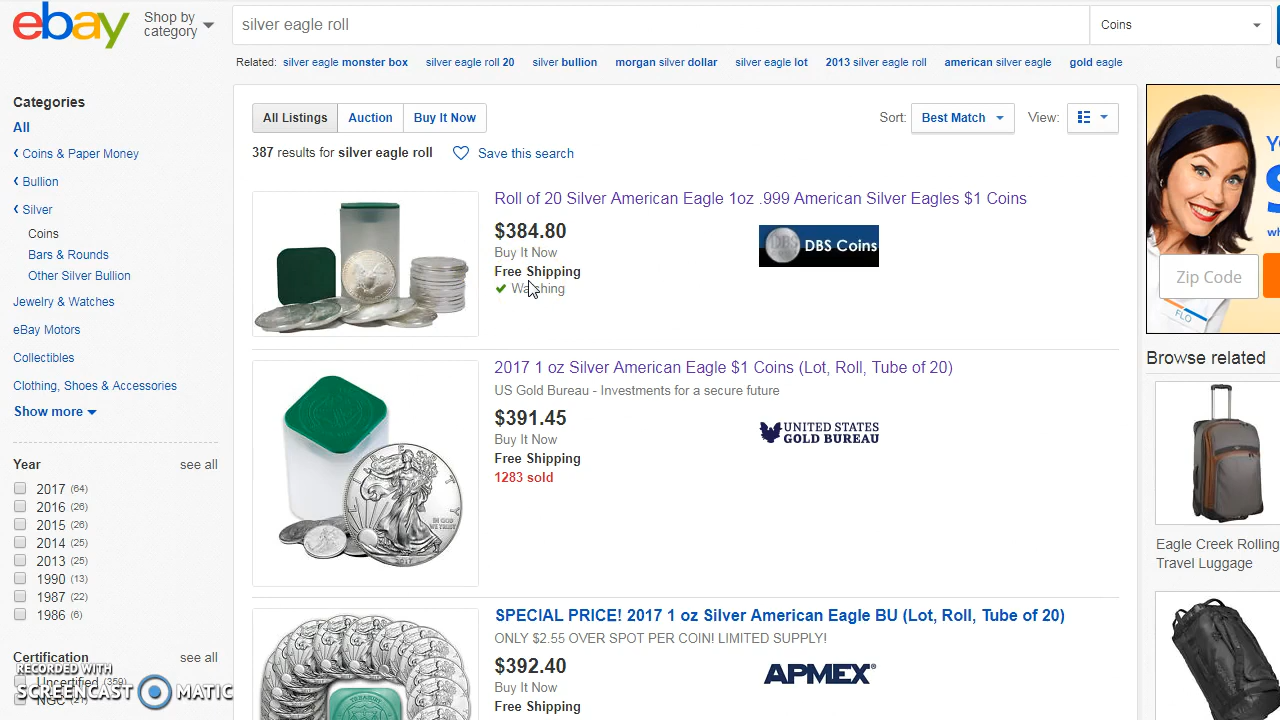 ebay
Shop by
category
silver eagle roll
Coins
Related: silver eagle monster box silver eagle roll 20 silver bullion morgan silver dollar silver eagle lot 2013 silver eagle roll american silver eagle gold eagle
Categories
All
Coins & Paper Money
Bullion
Silver
Coins
Bars & Rounds
Other Silver Bullion
Jewelry & Watches
eBay Motors
Collectibles
Clothing, Shoes & Accessories
Show more
Year see all
2017 (64)
2016 (26)
2015 (26)
2014 (25)
2013 (25)
1990 (13)
1987 (22)
1986 (6)
Certification see all
Uncertified (359)
NGC (21)
RECORDED WITH
SCREENCAST MATIC
All Listings Auction Buy It Now
Sort: Best Match View:
387 results for silver eagle roll Save this search
Roll of 20 Silver American Eagle 1oz .999 American Silver Eagles $1 Coins
$384.80
Buy It Now
Free Shipping
Watching
DBS Coins
2017 1 oz Silver American Eagle $1 Coins (Lot, Roll, Tube of 20)
US Gold Bureau - Investments for a secure future
$391.45
Buy It Now
Free Shipping
1283 sold
UNITED STATES
GOLD BUREAU
IN GOD
WE TRUST
2017
SPECIAL PRICE! 2017 1 oz Silver American Eagle BU (Lot, Roll, Tube of 20)
ONLY $2.55 OVER SPOT PER COIN! LIMITED SUPPLY!
$392.40
Buy It Now
Free Shipping
APMEX
Zip Code
FLO
Browse related
Eagle Creek Rolling
Travel Luggage